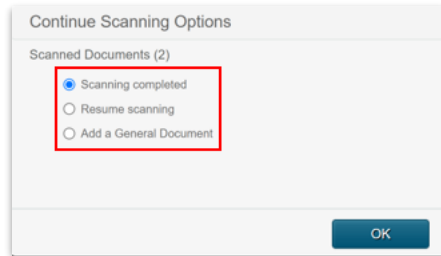 Continue Scanning Options
Scanned Documents (2)
Scanning completed
Resume scanning
Add a General Document
OK